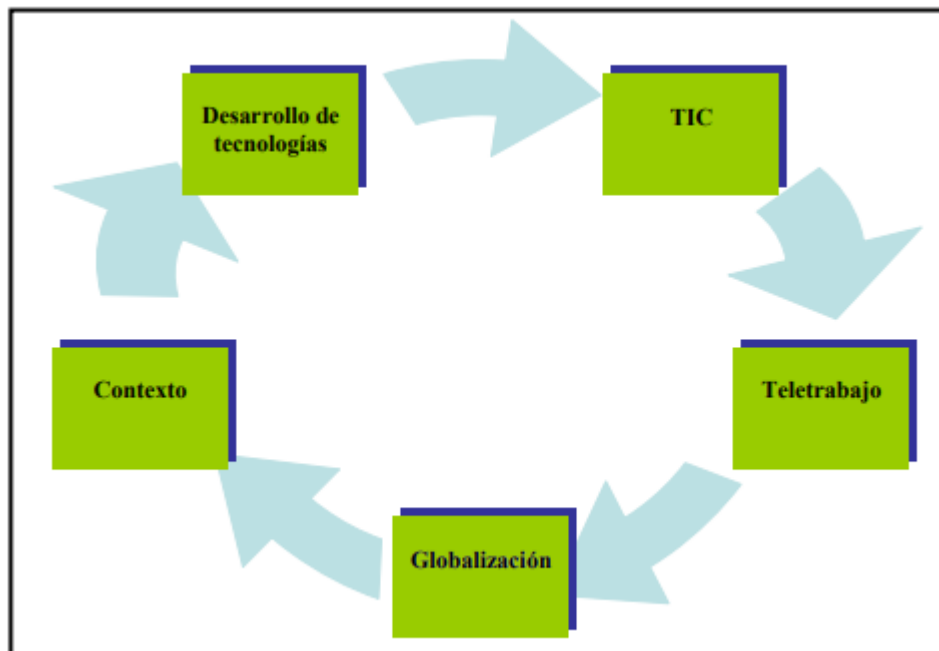 Desarrollo de
tecnologías
TIC
Contexto
Teletrabajo
Globalización